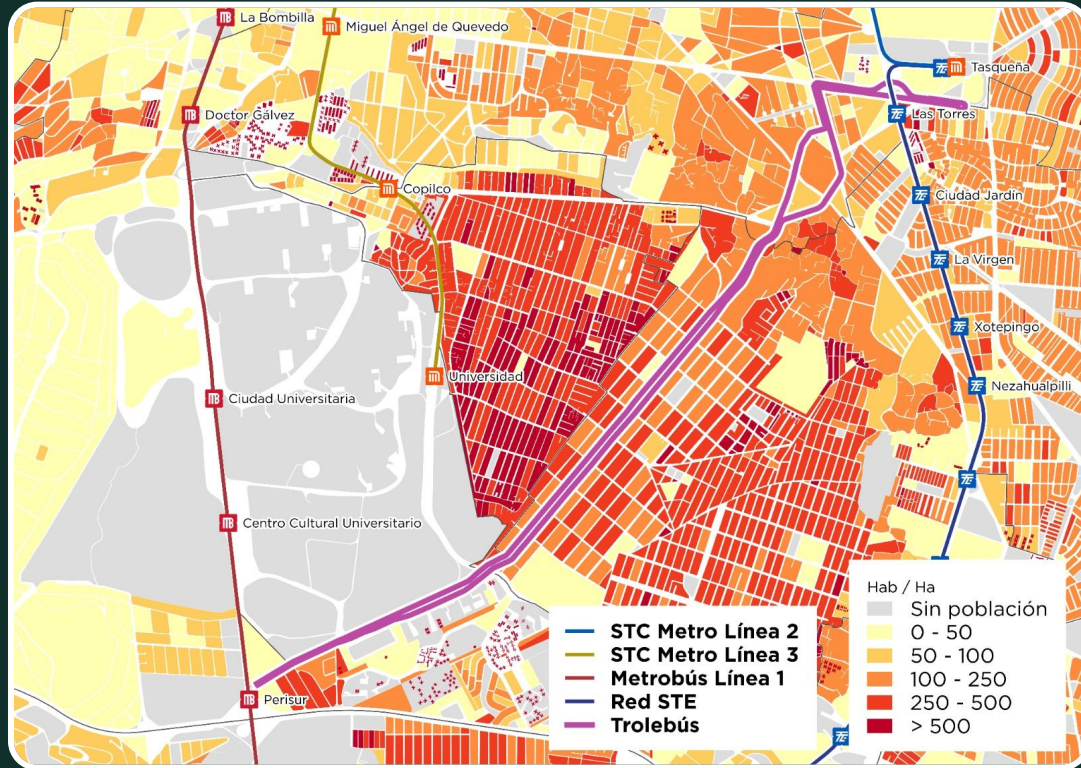 La Bombilla
Miguel Ángel de Quevedo
Tasqueña
Doctor Gálvez
Las Torres
Copilco
Ciudad Jardín
La Virgen
Xotepingo
Universidad
Nezahualpilli
Ciudad Universitaria
Centro Cultural Universitario
Perisur
STC Metro Línea 2
STC Metro Línea 3
Metrobús Línea 1
Red STE
Trolebús
Hab / Ha
Sin población
0 - 50
50 - 100
100 - 250
250 - 500
> 500